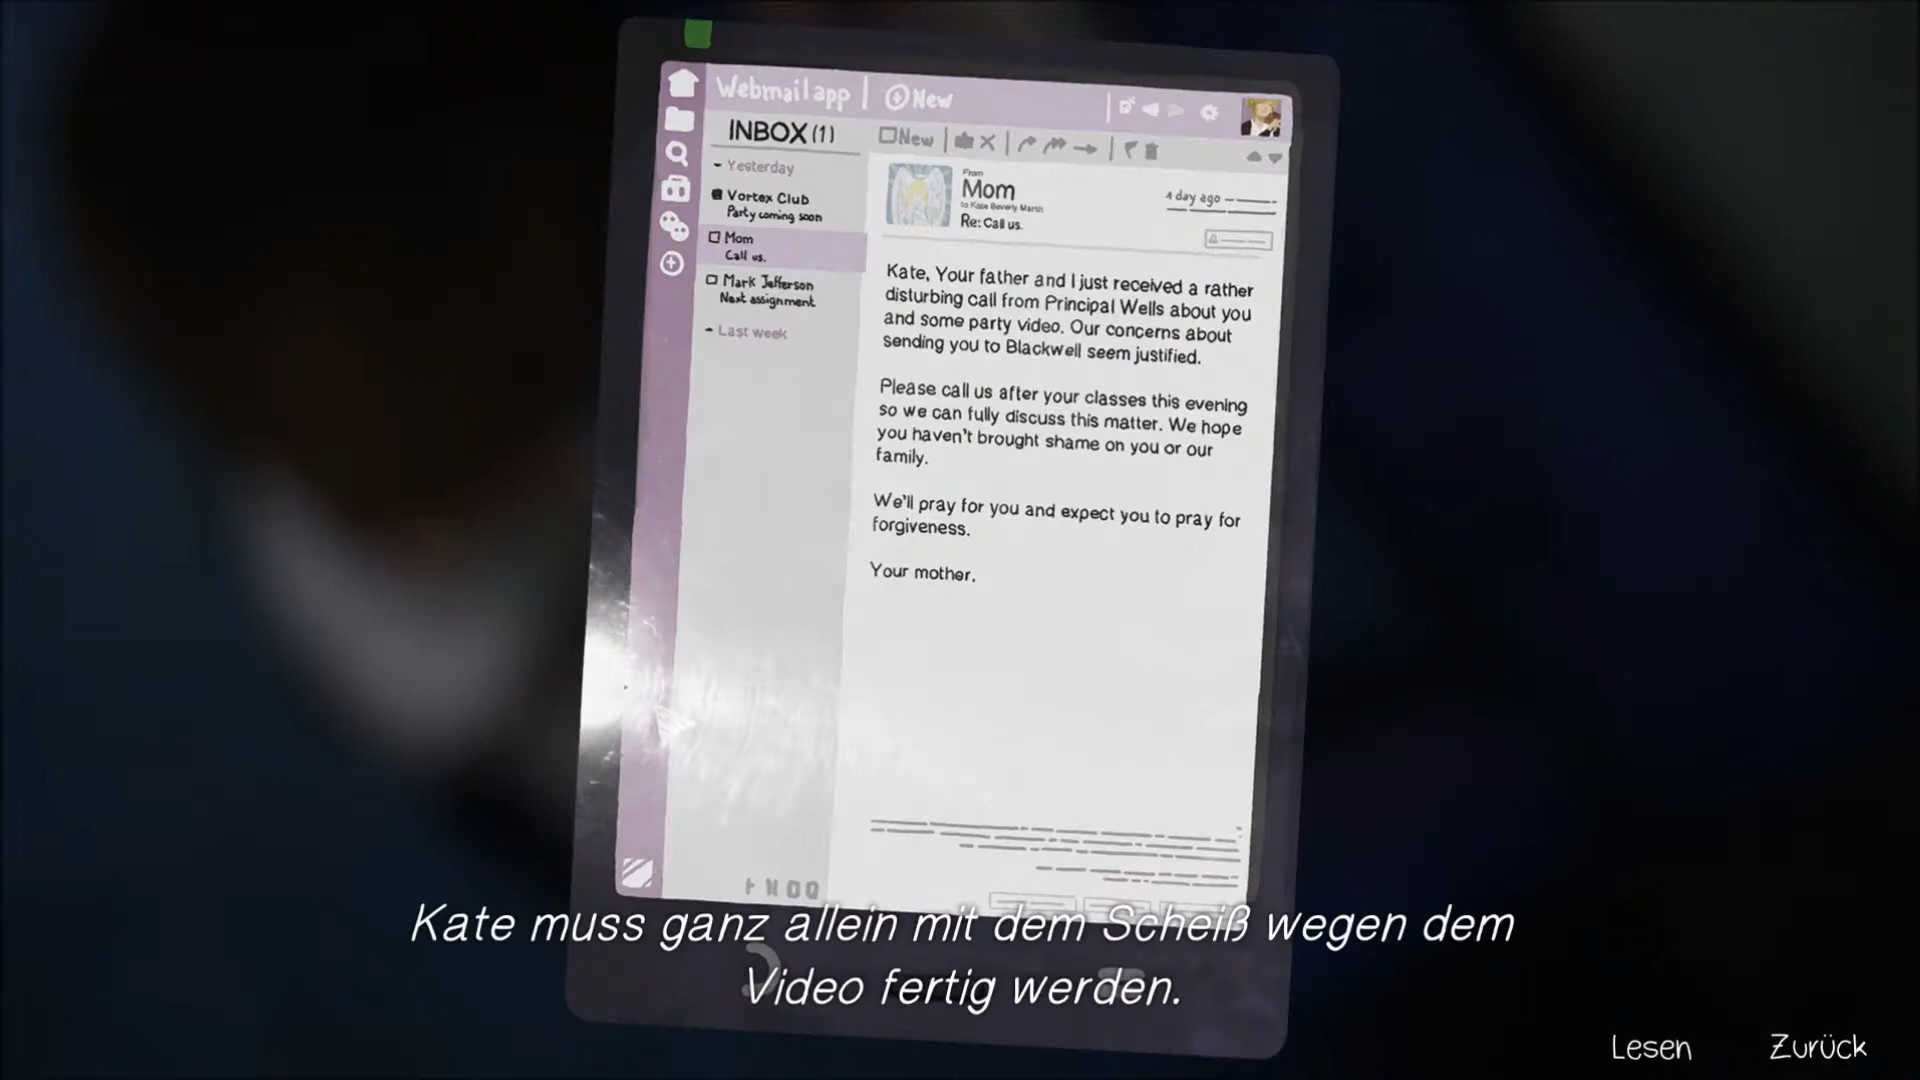 Webmail app | New
INBOX (1)
New
Yesterday
Vortex Club
Party coming soon
Mom
Call us.
Mark Jefferson
Next assignment
Last week
From
Mom
to Kate Beverly Marsh
Re: Call us.
1 day ago
Kate, Your father and I just received a rather
disturbing call from Principal Wells about you
and some party video. Our concerns about
sending you to Blackwell seem justified.
Please call us after your classes this evening
so we can fully discuss this matter. We hope
you haven't brought shame on you or our
family.
We'll pray for you and expect you to pray for
forgiveness.
Your mother.
Kate muss ganz allein mit dem Scheiß wegen dem
Video fertig werden.
Lesen
Zurück